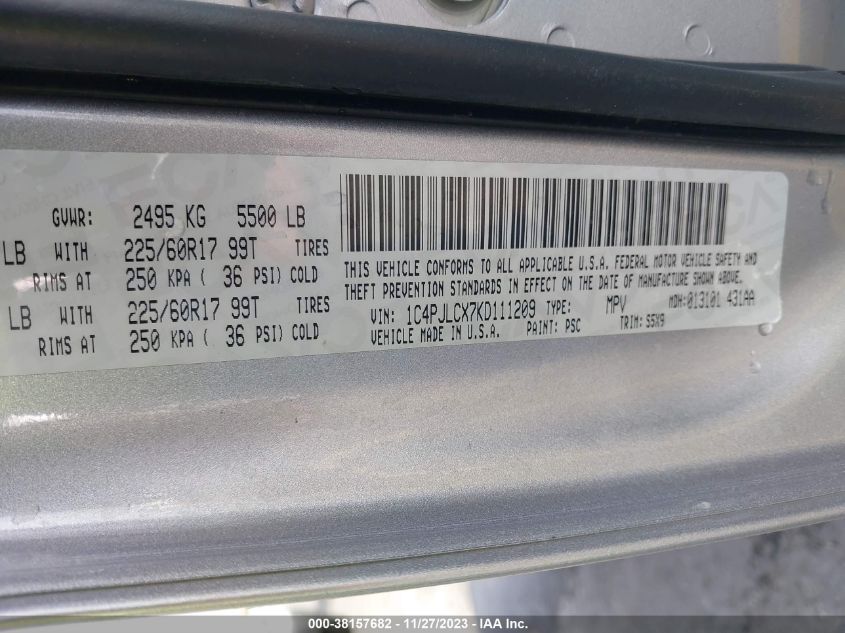 GVWR: 2495 KG 5500 LB
LB WITH 225/60R17 99T TIRES
RIMS AT 250 KPA ( 36 PSI) COLD
LB WITH 225/60R17 99T TIRES
RIMS AT 250 KPA ( 36 PSI) COLD
THIS VEHICLE CONFORMS TO ALL APPLICABLE U.S.A. FEDERAL MOTOR VEHICLE SAFETY AND
THEFT PREVENTION STANDARDS IN EFFECT ON THE DATE OF MANUFACTURE SHOWN ABOVE.
VIN: 1C4PJLCX7KD111209 TYPE: MPV MDH:013101 431AA
VEHICLE MADE IN U.S.A. PAINT: PSC TRIM: S5X9
000-38157682 - 11/27/2023 - IAA Inc.